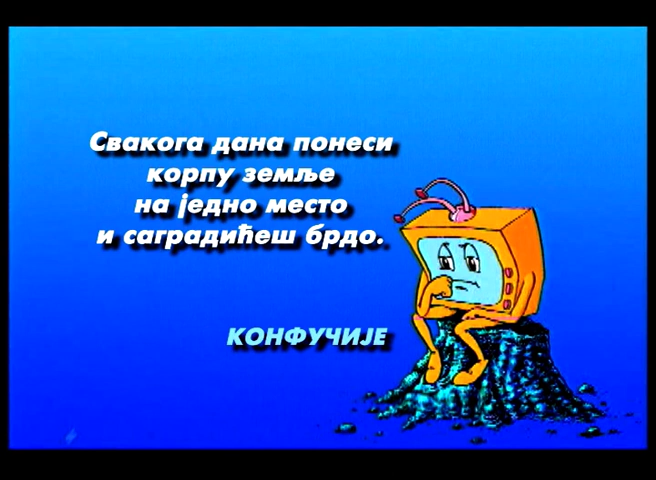 Свакога дана понеси
корпу земље
на једно место
и саградићеш брдо.
КОНФУЧИЈЕ